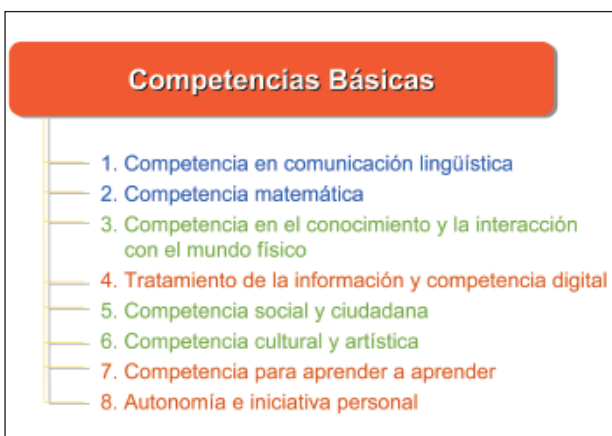 Competencias Básicas
1. Competencia en comunicación lingüística
2. Competencia matemática
3. Competencia en el conocimiento y la interacción
con el mundo físico
4. Tratamiento de la información y competencia digital
5. Competencia social y ciudadana
6. Competencia cultural y artística
7. Competencia para aprender a aprender
8. Autonomía e iniciativa personal